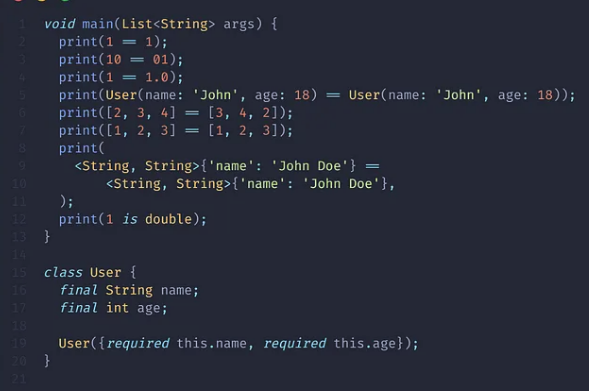 1 void main(List<String> args) {
2 print(1 == 1);
3 print(10 == 01);
4 print(1 == 1.0);
5 print(User(name: 'John', age: 18) == User(name: 'John', age: 18));
6 print([2, 3, 4] == [3, 4, 2]);
7 print([1, 2, 3] == [1, 2, 3]);
8 print(
9 <String, String>{'name': 'John Doe'} ==
10 <String, String>{'name': 'John Doe'},
11 );
12 print(1 is double);
13 }
14
15 class User {
16 final String name;
17 final int age;
18
19 User({required this.name, required this.age});
20 }
21